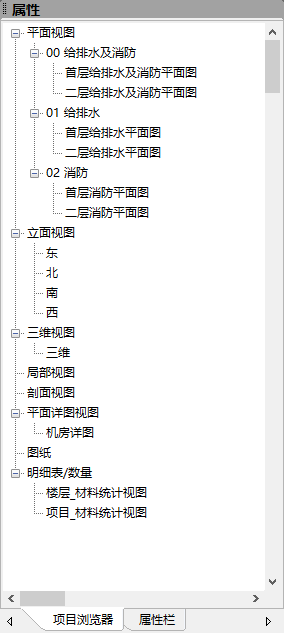 属性
平面视图
00 给排水及消防
首层给排水及消防平面图
二层给排水及消防平面图
01 给排水
首层给排水平面图
二层给排水平面图
02 消防
首层消防平面图
二层消防平面图
立面视图
东
北
南
西
三维视图
三维
局部视图
剖面视图
平面详图视图
机房详图
图纸
明细表/数量
楼层_材料统计视图
项目_材料统计视图
项目浏览器 属性栏